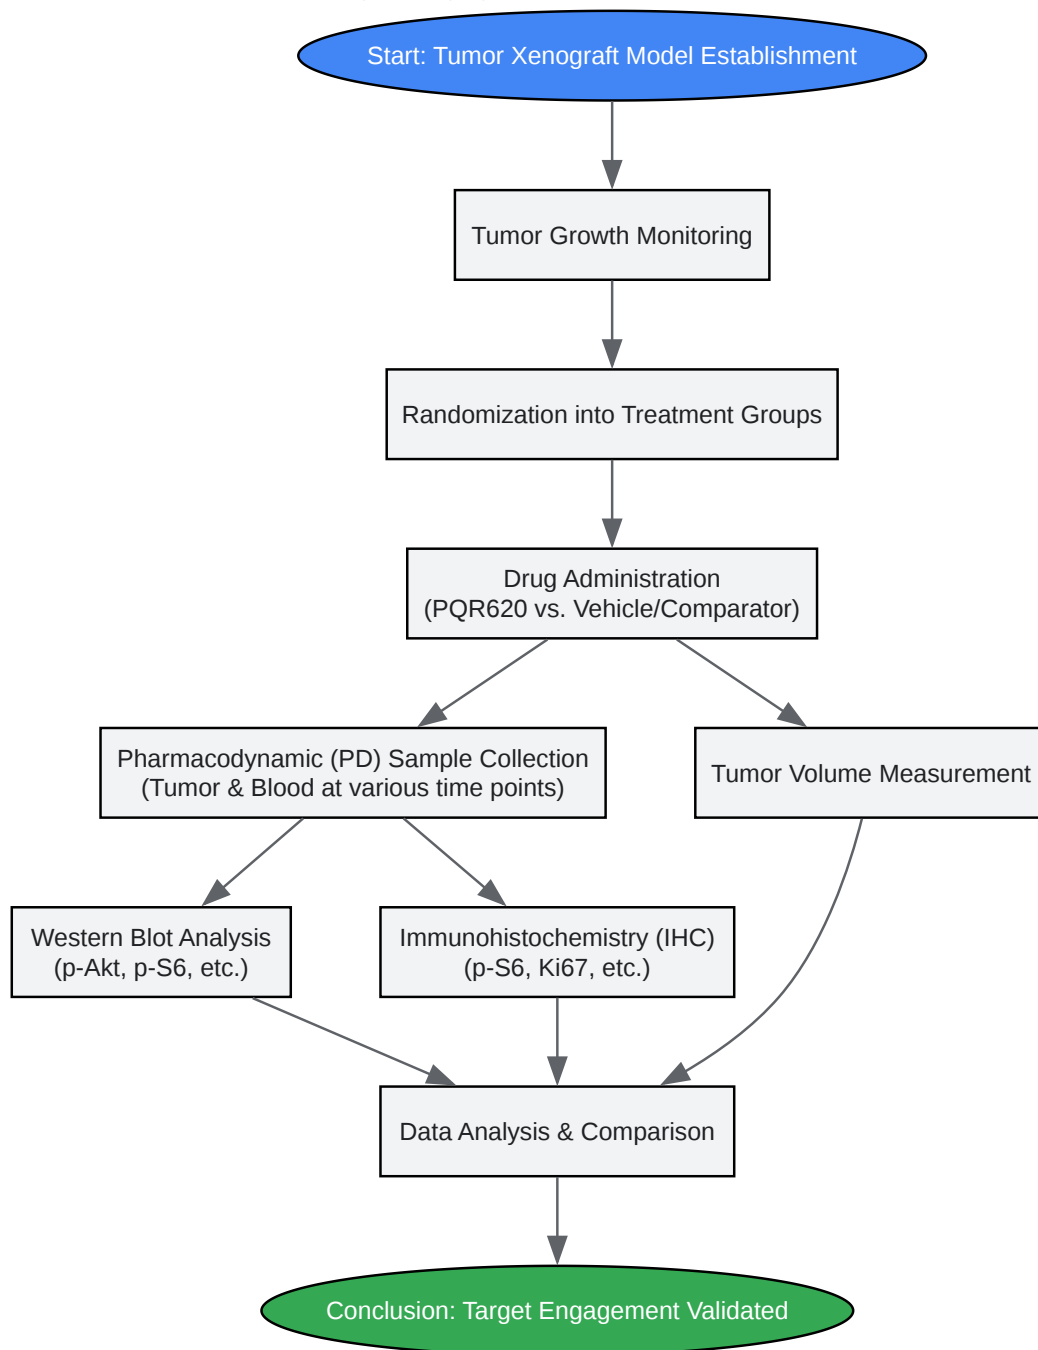 Start: Tumor Xenograft Model Establishment
Tumor Growth Monitoring
Randomization into Treatment Groups
Drug Administration
(PQR620 vs. Vehicle/Comparator)
Pharmacodynamic (PD) Sample Collection
(Tumor & Blood at various time points)
Tumor Volume Measurement
Western Blot Analysis
(p-Akt, p-S6, etc.)
Immunohistochemistry (IHC)
(p-S6, Ki67, etc.)
Data Analysis & Comparison
Conclusion: Target Engagement Validated